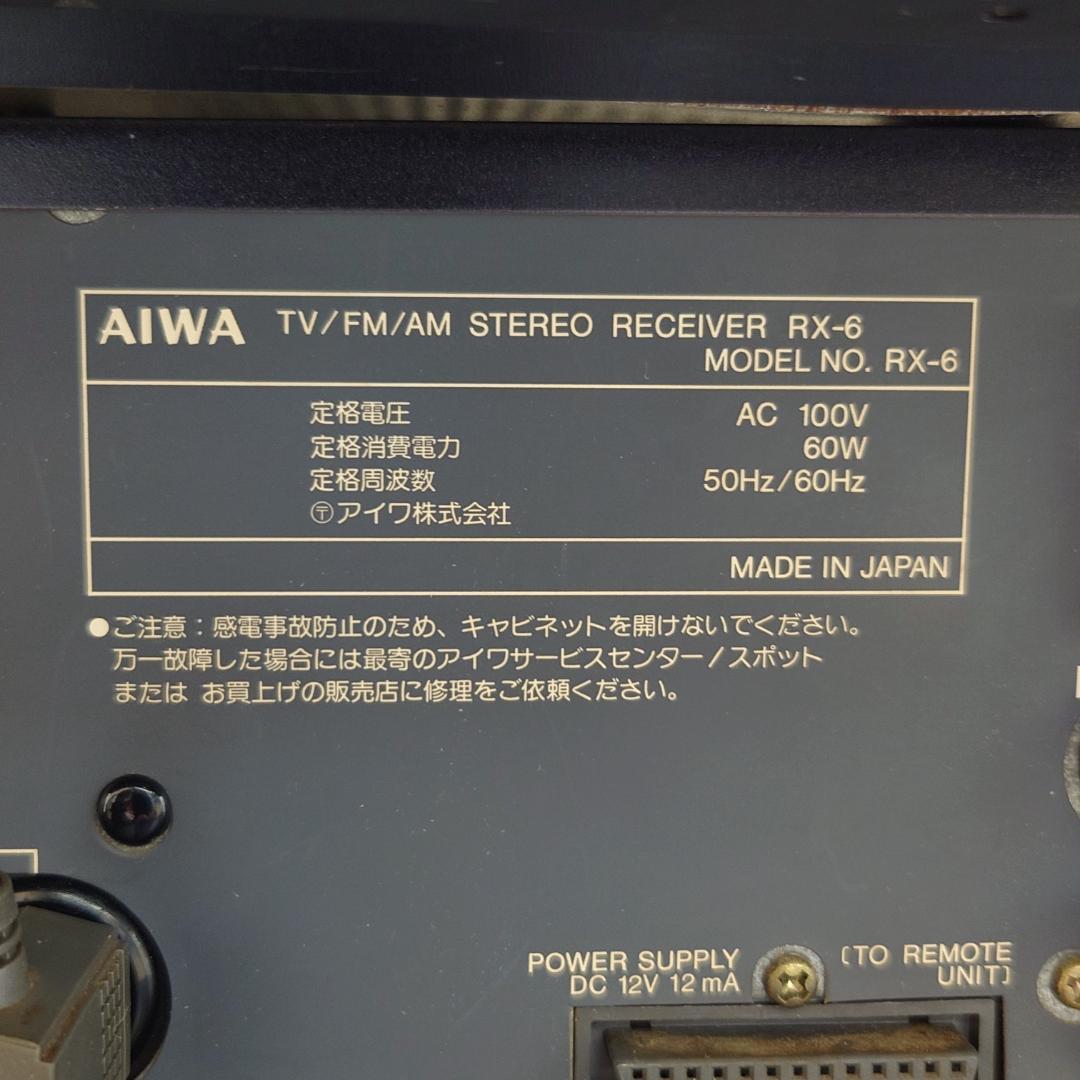 AIWA TV/FM/AM STEREO RECEIVER RX-6
MODEL NO. RX-6
定格電圧 AC 100V
定格消費電力 60W
定格周波数 50Hz/60Hz
〶アイワ株式会社
MADE IN JAPAN
●ご注意：感電事故防止のため、キャビネットを開けないでください。
万一故障した場合には最寄のアイワサービスセンター/スポット
または お買上げの販売店に修理をご依頼ください。
POWER SUPPLY
DC 12V 12mA
〔TO REMOTE
UNIT〕